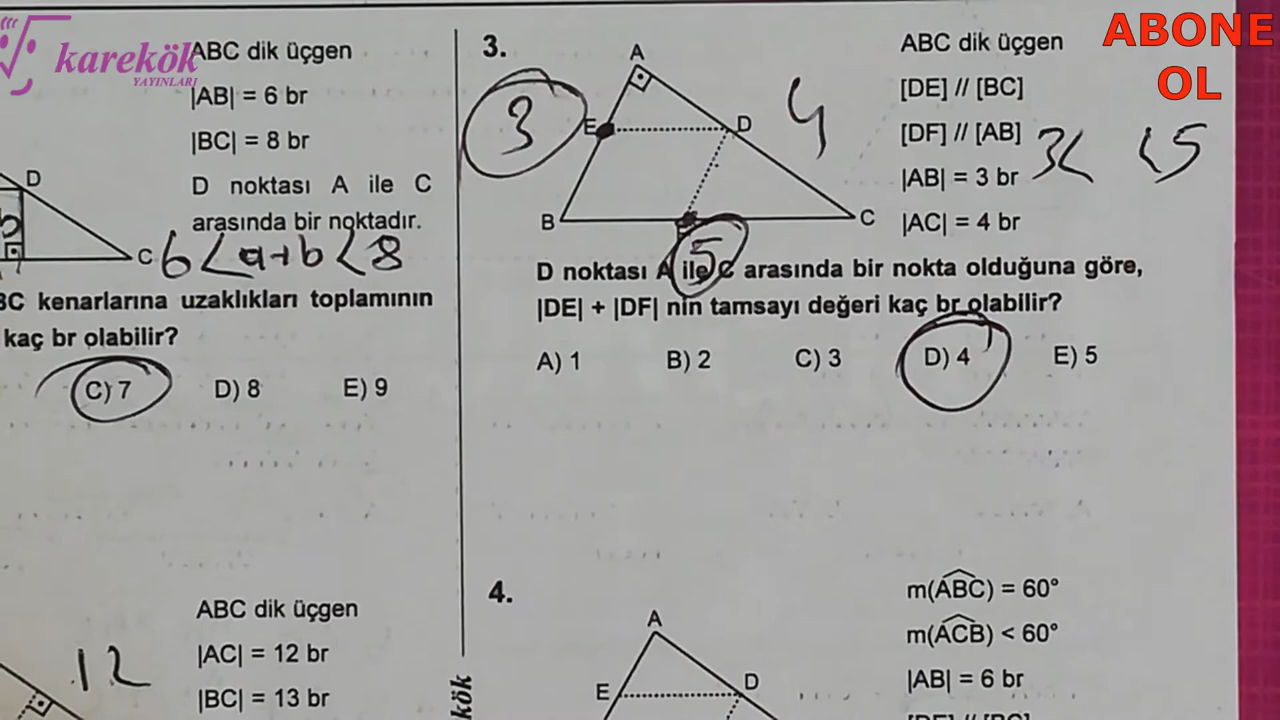 karekök
YAYINLARI
ABC dik üçgen
|AB| = 6 br
|BC| = 8 br
D noktası A ile C
arasında bir noktadır.
D
C
6<a+b<8
BC kenarlarına uzaklıkları toplamının
kaç br olabilir?
C) 7 D) 8 E) 9
ABC dik üçgen
|AC| = 12 br
|BC| = 13 br
12
kök
3.
A
E
D
B
C
3
4
5
ABC dik üçgen
[DE] // [BC]
[DF] // [AB]
|AB| = 3 br
|AC| = 4 br
3< <5
D noktası A ile C arasında bir nokta olduğuna göre,
|DE| + |DF| nin tamsayı değeri kaç br olabilir?
A) 1 B) 2 C) 3 D) 4 E) 5
4.
A
E
D
m(ABC) = 60°
m(ACB) < 60°
|AB| = 6 br
[DE] // [BC]
ABONE
OL